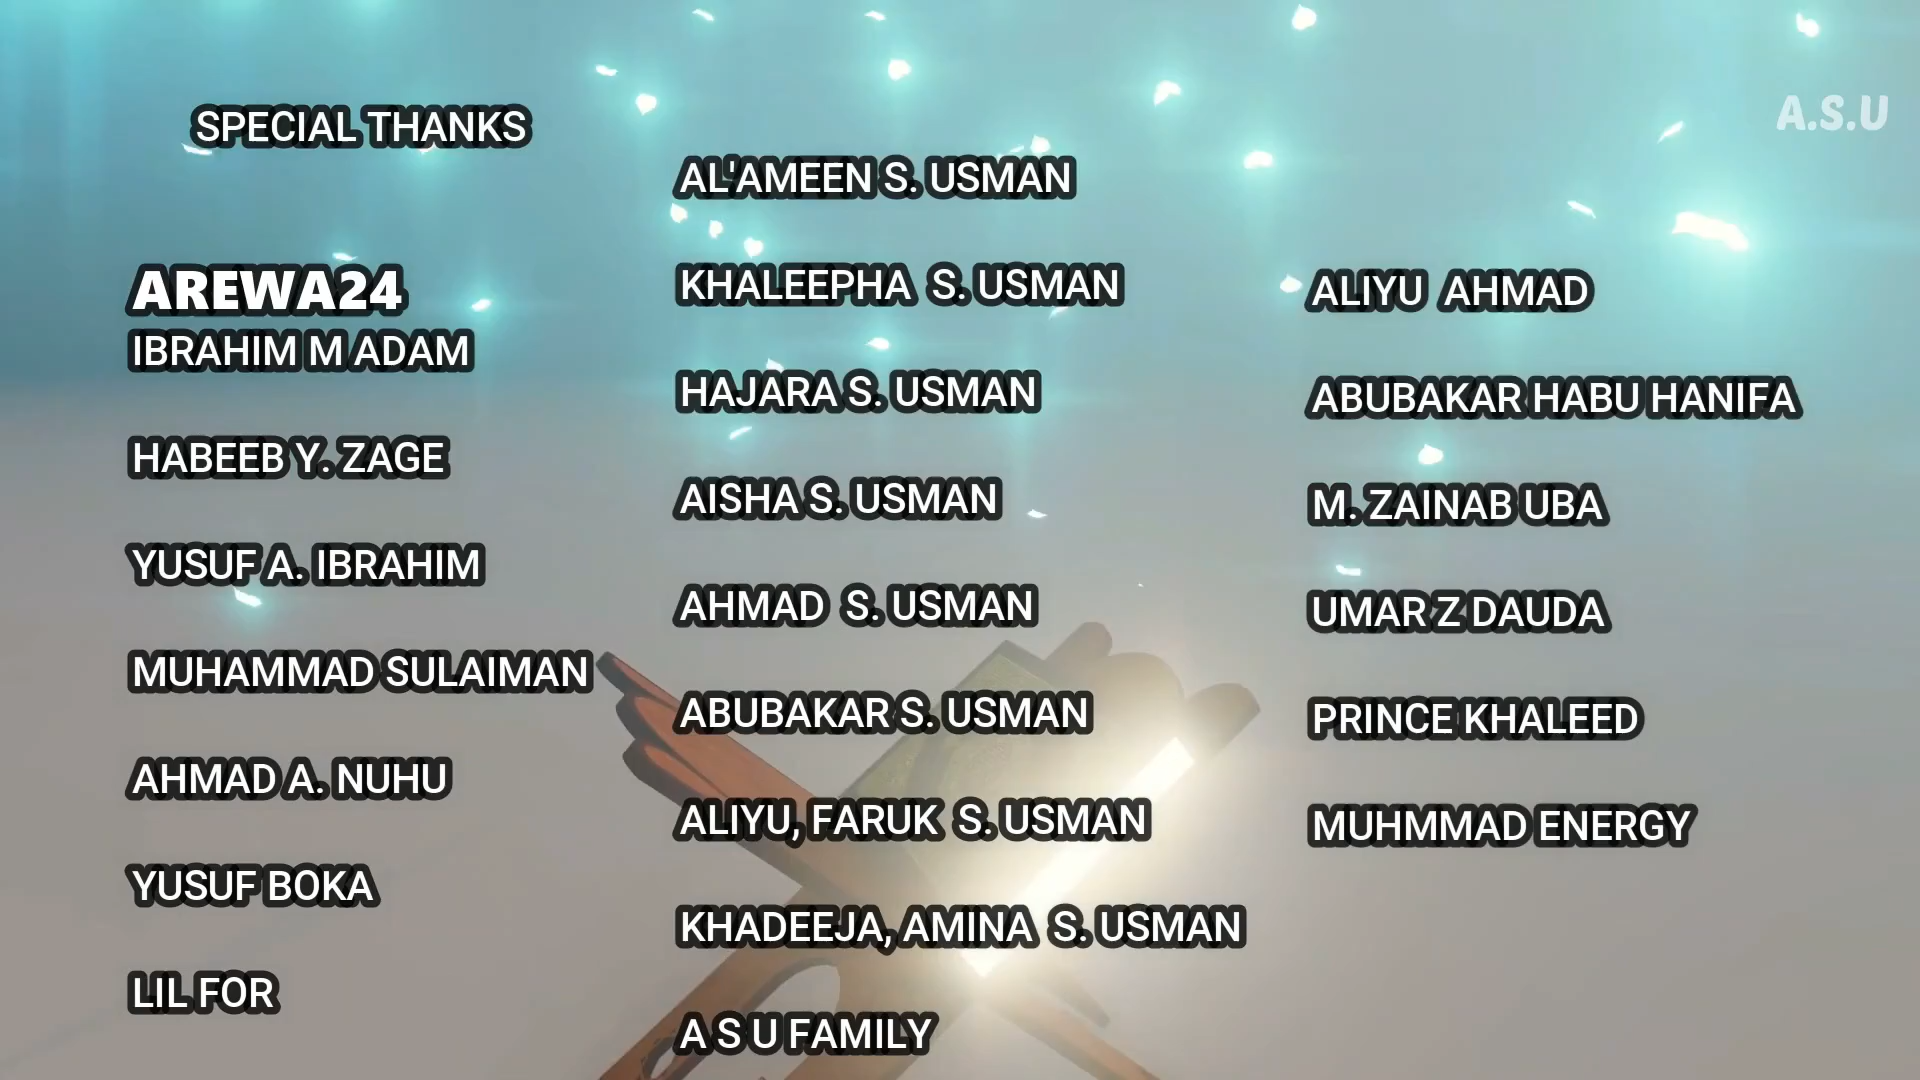 SPECIAL THANKS
AREWA24
IBRAHIM M ADAM
HABEEB Y. ZAGE
YUSUF A. IBRAHIM
MUHAMMAD SULAIMAN
AHMAD A. NUHU
YUSUF BOKA
LIL FOR
AL'AMEEN S. USMAN
KHALEEPHA S. USMAN
HAJARA S. USMAN
AISHA S. USMAN
AHMAD S. USMAN
ABUBAKAR S. USMAN
ALIYU, FARUK S. USMAN
KHADEEJA, AMINA S. USMAN
A S U FAMILY
A.S.U
ALIYU AHMAD
ABUBAKAR HABU HANIFA
M. ZAINAB UBA
UMAR Z DAUDA
PRINCE KHALEED
MUHMMAD ENERGY